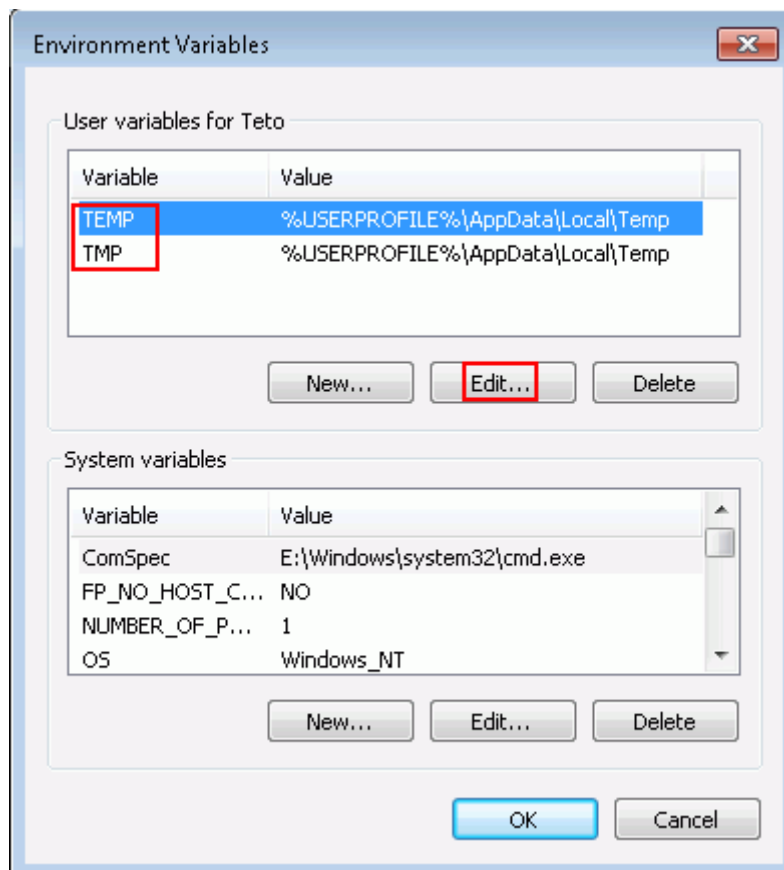 Environment Variables
User variables for Teto
Variable Value
TEMP %USERPROFILE%\AppData\Local\Temp
TMP %USERPROFILE%\AppData\Local\Temp
New... Edit... Delete
System variables
Variable Value
ComSpec E:\Windows\system32\cmd.exe
FP_NO_HOST_C... NO
NUMBER_OF_P... 1
OS Windows_NT
New... Edit... Delete
OK Cancel